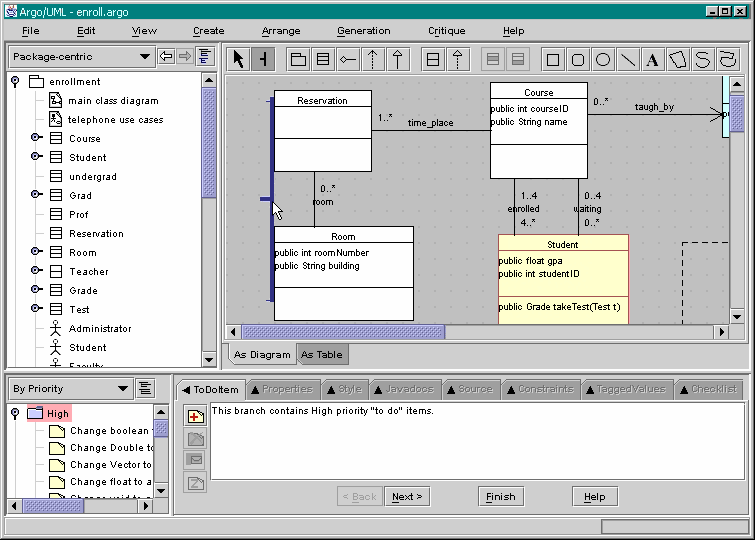 Argo/UML - enroll.argo
File Edit View Create Arrange Generation Critique Help
Package-centric
A
enrollment
main class diagram
telephone use cases
Course
Student
undergrad
Grad
Prof
Reservation
Room
Teacher
Grade
Test
Administrator
Student
Faculty
Reservation
1..*
time_place
Course
public int courseID
public String name
0..*
taugh_by
0..*
room
1..4
enrolled
4..*
0..4
waiting
0..*
Room
public int roomNumber
public String building
Student
public float gpa
public int studentID
public Grade takeTest(Test t)
As Diagram As Table
By Priority
High
Change boolean
Change Double to
Change Vector to
Change float to a
ToDoItem Properties Style Javadocs Source Constraints TaggedValues Checklist
This branch contains High priority "to do" items.
< Back Next > Finish Help